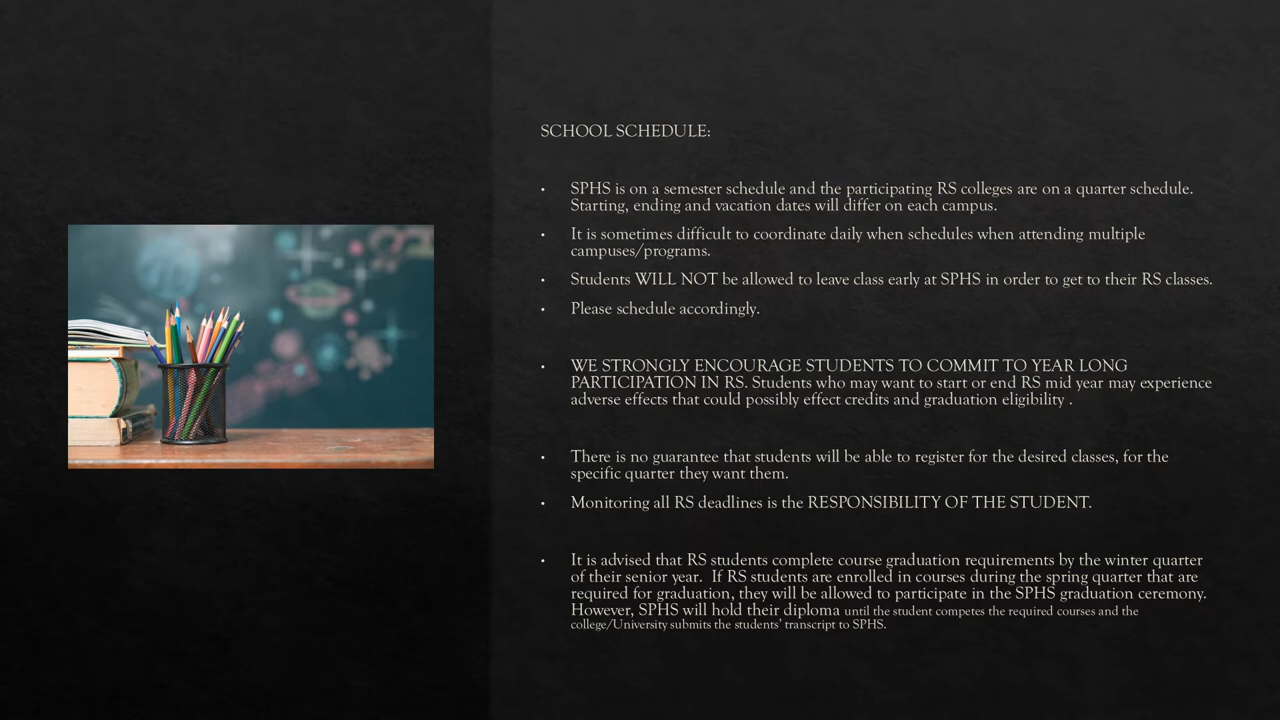 SCHOOL SCHEDULE:
• SPHS is on a semester schedule and the participating RS colleges are on a quarter schedule.
Starting, ending and vacation dates will differ on each campus.
• It is sometimes difficult to coordinate daily when schedules when attending multiple
campuses/programs.
• Students WILL NOT be allowed to leave class early at SPHS in order to get to their RS classes.
• Please schedule accordingly.
• WE STRONGLY ENCOURAGE STUDENTS TO COMMIT TO YEAR LONG
PARTICIPATION IN RS. Students who may want to start or end RS mid year may experience
adverse effects that could possibly effect credits and graduation eligibility .
• There is no guarantee that students will be able to register for the desired classes, for the
specific quarter they want them.
• Monitoring all RS deadlines is the RESPONSIBILITY OF THE STUDENT.
• It is advised that RS students complete course graduation requirements by the winter quarter
of their senior year.  If RS students are enrolled in courses during the spring quarter that are
required for graduation, they will be allowed to participate in the SPHS graduation ceremony.
However, SPHS will hold their diploma until the student competes the required courses and the
college/University submits the students’ transcript to SPHS.